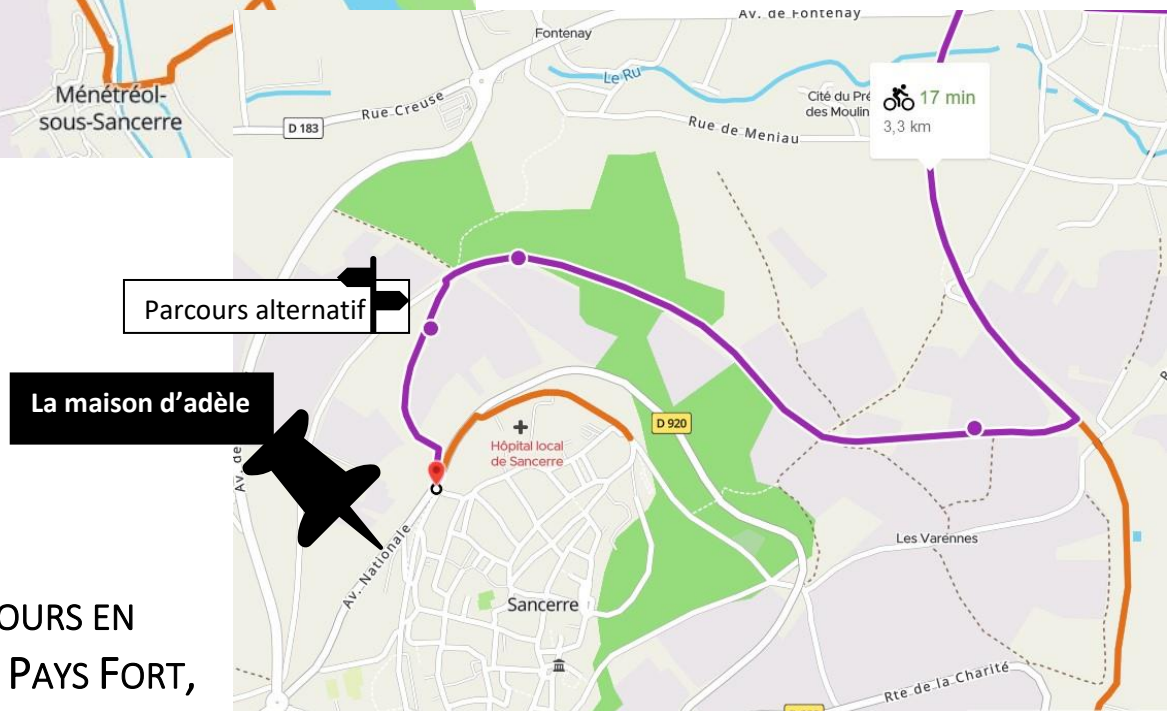 Av. de Fontenay
Fontenay
Le Ru
Ménétréol-
sous-Sancerre
Rue Creuse
D 183
Cité du Pré
des Moulin
17 min
3,3 km
Rue de Meniau
Parcours alternatif
La maison d’adèle
D 920
Hôpital local
de Sancerre
Av. de
Av. Nationale
Les Varennes
Sancerre
OURS EN
PAYS FORT,
Rte de la Charité